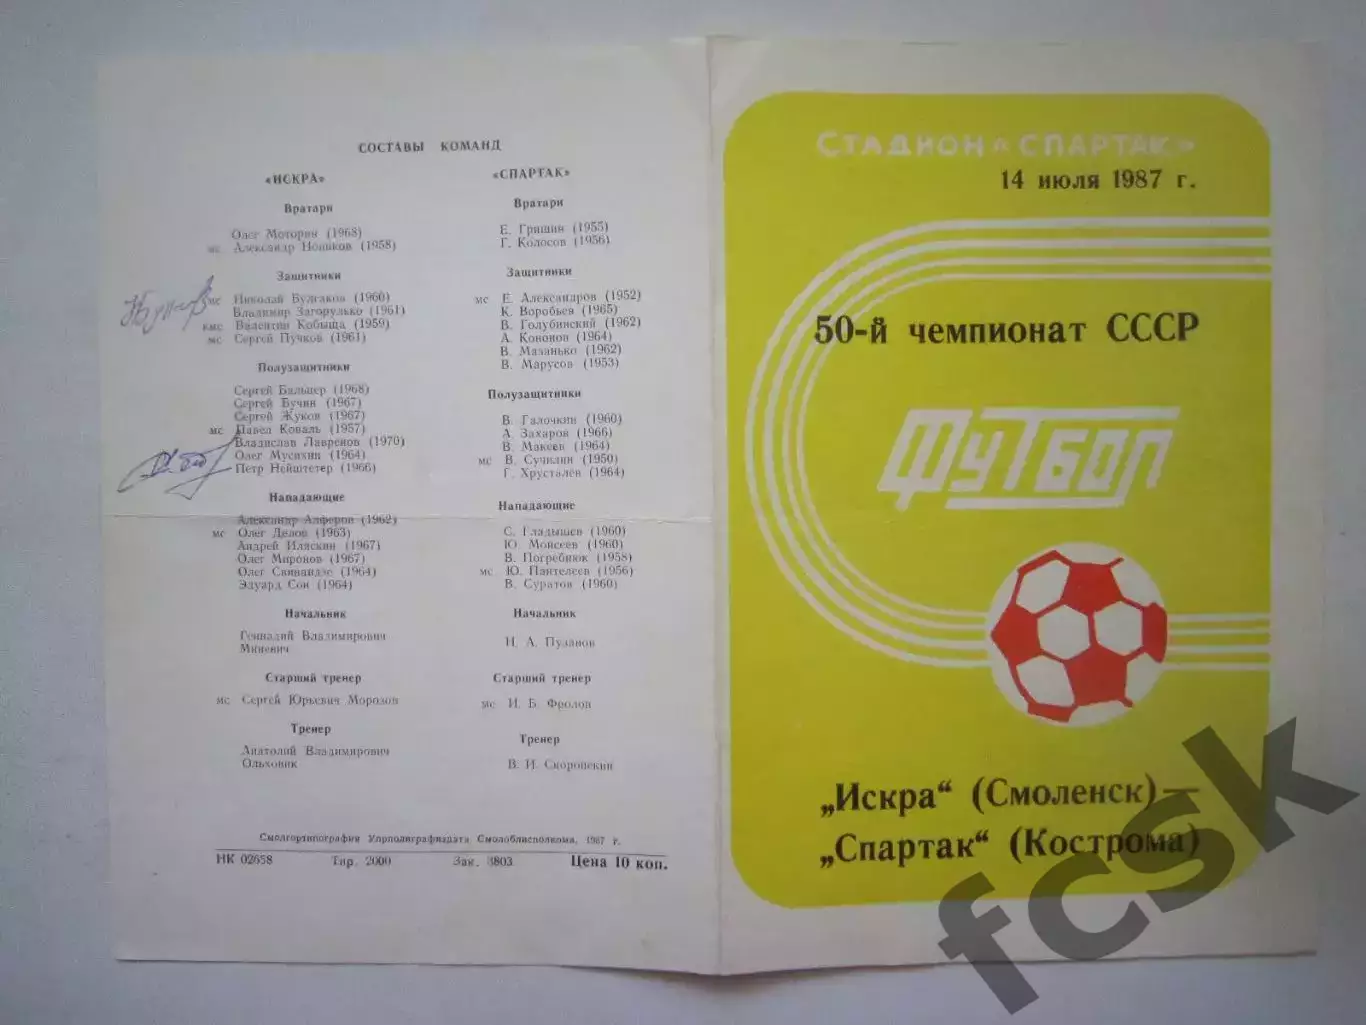 СОСТАВЫ КОМАНД
«ИСКРА»
Вратари
Олег Моторин (1968)
мс Александр Новиков (1958)
Защитники
мс Николай Булгаков (1960)
Владимир Загорулько (1961)
кмс Валентин Кобыща (1959)
мс Сергей Пучков (1961)
Полузащитники
Сергей Бальцер (1968)
Сергей Бучин (1967)
Сергей Жуков (1967)
мс Павел Коваль (1957)
Владислав Лавренов (1970)
Олег Мусихин (1964)
Петр Нейштетер (1966)
Нападающие
Александр Алферов (1962)
мс Олег Делов (1963)
Андрей Иляскин (1967)
Олег Миронов (1967)
Олег Сванидзе (1964)
Эдуард Сон (1964)
Начальник
Геннадий Владимирович
Миневич
Старший тренер
мс Сергей Юрьевич Морозов
Тренер
Анатолий Владимирович
Ольховик
«СПАРТАК»
Вратари
Е. Гришин (1955)
Г. Колосов (1956)
Защитники
мс Е. Александров (1952)
К. Воробьев (1965)
В. Голубинский (1962)
А. Кононов (1964)
В. Мазанько (1962)
В. Марусов (1953)
Полузащитники
В. Галочкин (1960)
А. Захаров (1966)
В. Макеев (1964)
мс В. Сучилин (1950)
Г. Хрусталев (1964)
Нападающие
С. Гладышев (1960)
Ю. Моисеев (1960)
В. Погребнюк (1958)
мс Ю. Пантелеев (1956)
В. Суратов (1960)
Начальник
Н. А. Пузанов
Старший тренер
мс И. Б. Фролов
Тренер
В. И. Скоропекин
Смолгортипография Упрполиграфиздата Смолоблисполкома, 1987 г.
НК 02658 Тир. 2000 Зак. 3803 Цена 10 коп.
СТАДИОН «СПАРТАК»
14 июля 1987 г.
50-й чемпионат СССР
ФУТБОЛ
„Искра“ (Смоленск)—
„Спартак“ (Кострома)
fcsk